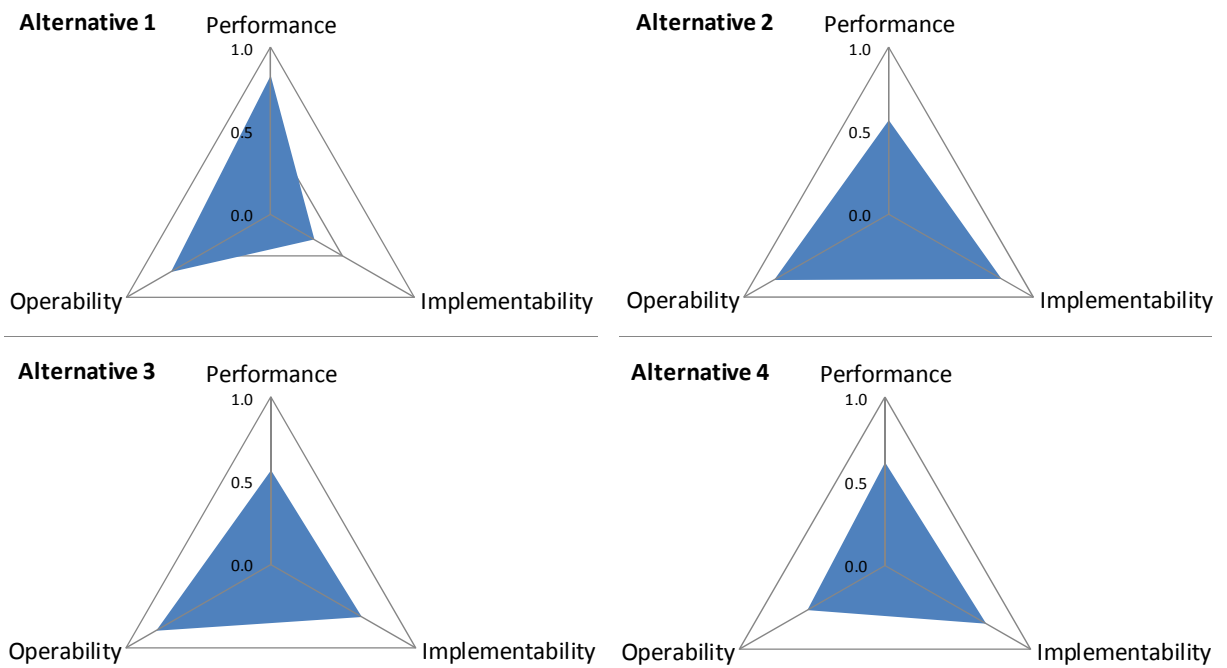 Alternative 1
Performance
1.0
0.5
0.0
Operability
Implementability
Alternative 2
Performance
1.0
0.5
0.0
Operability
Implementability
Alternative 3
Performance
1.0
0.5
0.0
Operability
Implementability
Alternative 4
Performance
1.0
0.5
0.0
Operability
Implementability